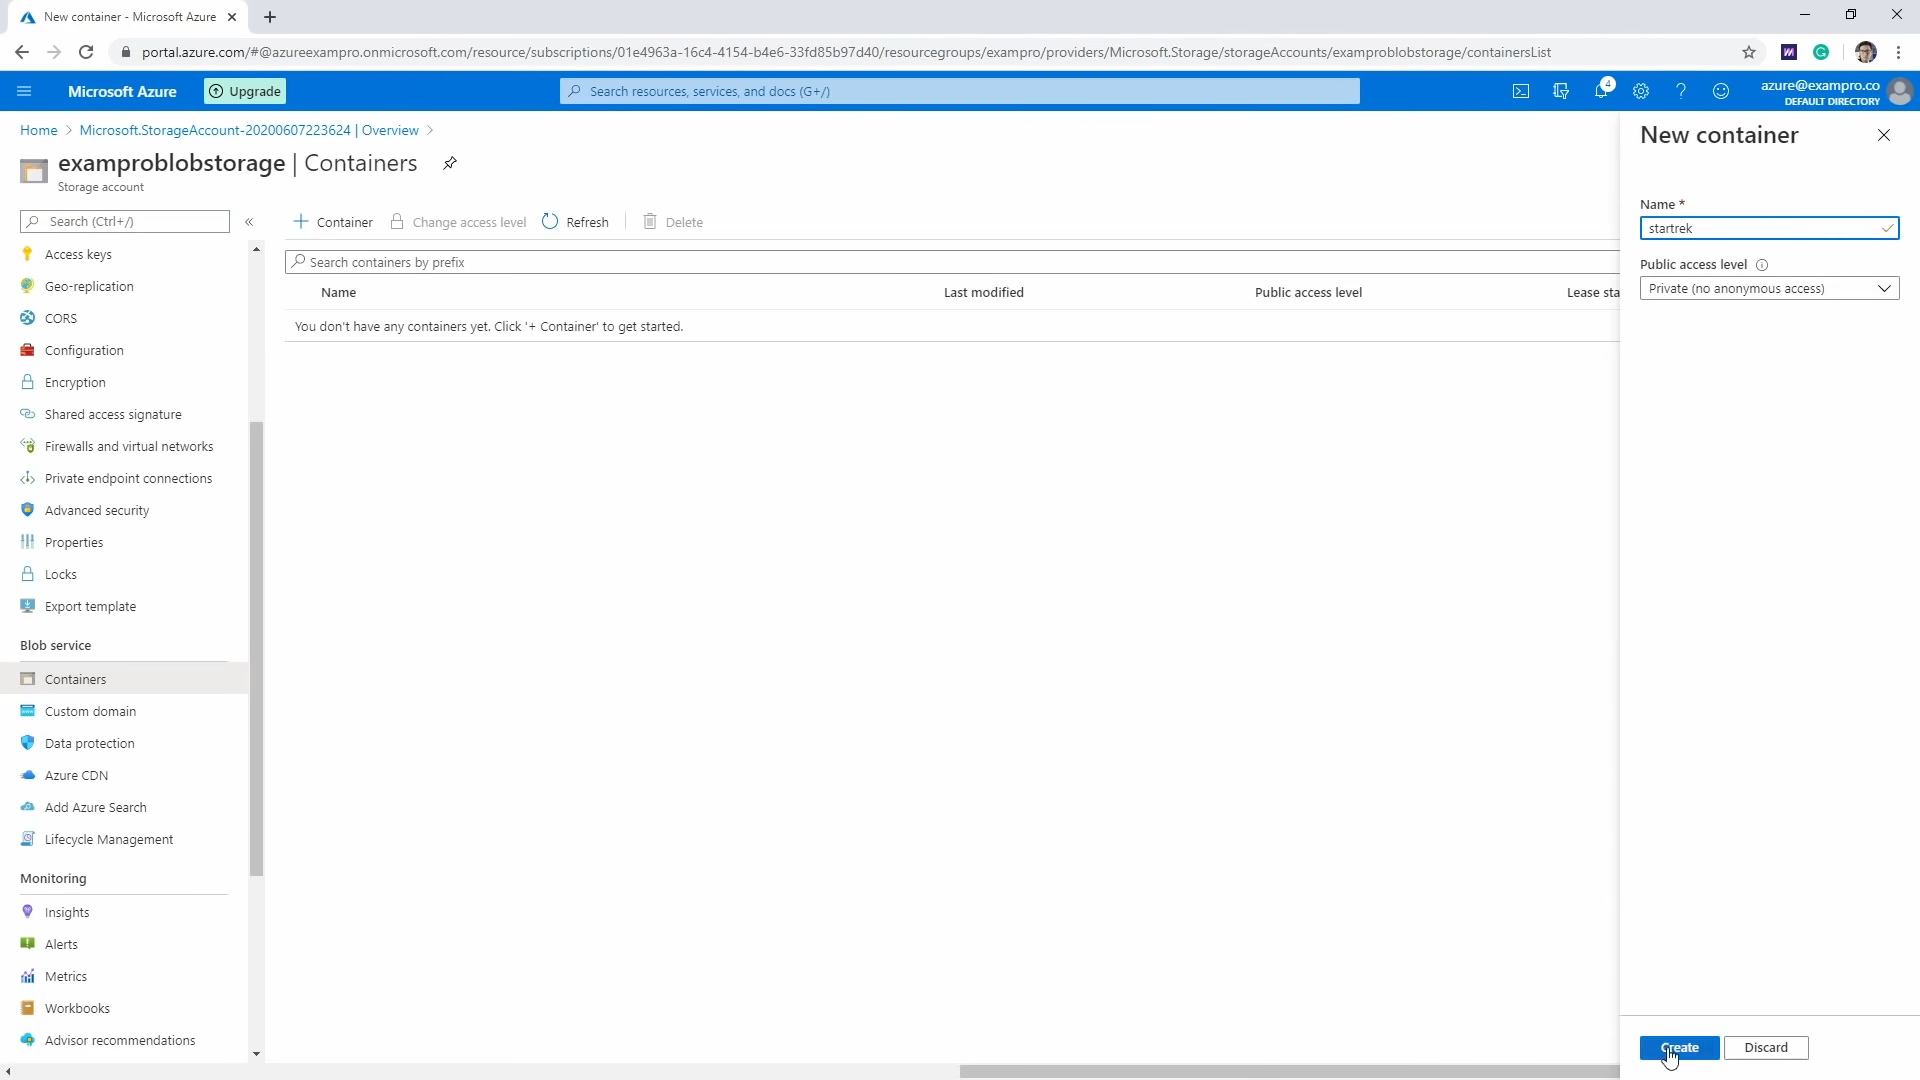 New container - Microsoft Azure
portal.azure.com/#@azureexampro.onmicrosoft.com/resource/subscriptions/01e4963a-16c4-4154-b4e6-33fd85b97d40/resourcegroups/exampro/providers/Microsoft.Storage/storageAccounts/examproblobstorage/containersList
Microsoft Azure
Upgrade
Search resources, services, and docs (G+/)
4
azure@exampro.co
DEFAULT DIRECTORY
Home > Microsoft.StorageAccount-20200607223624 | Overview >
examproblobstorage | Containers
Storage account
Search (Ctrl+/)
«
Access keys
Geo-replication
CORS
Configuration
Encryption
Shared access signature
Firewalls and virtual networks
Private endpoint connections
Advanced security
Properties
Locks
Export template
Blob service
Containers
Custom domain
Data protection
Azure CDN
Add Azure Search
Lifecycle Management
Monitoring
Insights
Alerts
Metrics
Workbooks
Advisor recommendations
+ Container Change access level Refresh Delete
Search containers by prefix
Name Last modified Public access level Lease sta
You don't have any containers yet. Click '+ Container' to get started.
New container
Name *
startrek
Public access level
Private (no anonymous access)
Create Discard